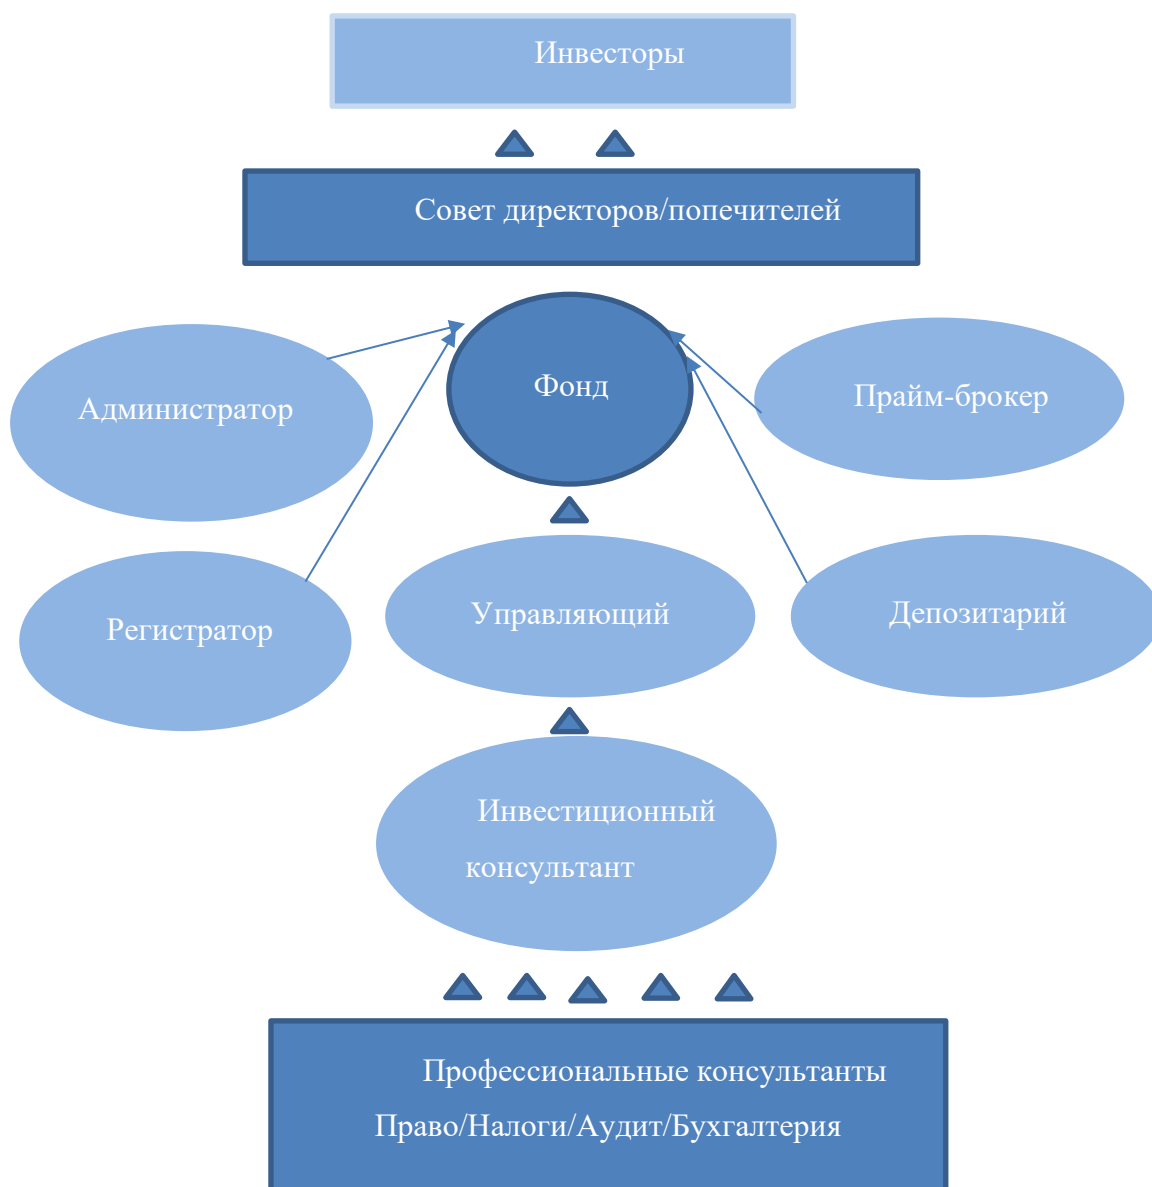 Инвесторы
Совет директоров/попечителей
Фонд
Администратор
Прайм-брокер
Регистратор
Управляющий
Депозитарий
Инвестиционный
консультант
Профессиональные консультанты
Право/Налоги/Аудит/Бухгалтерия